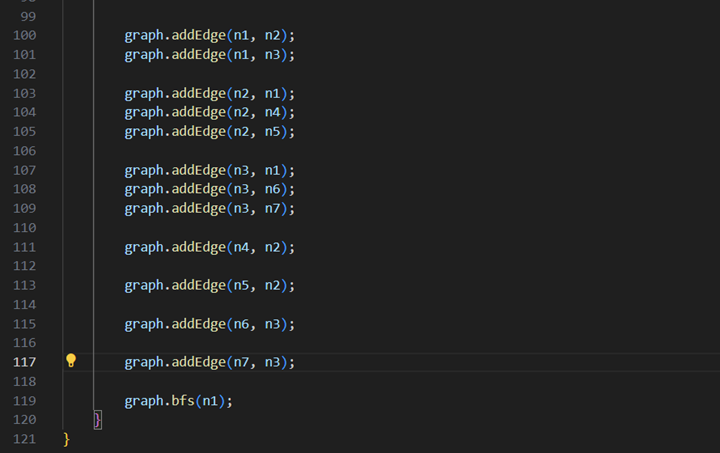 99
100 graph.addEdge(n1, n2);
101 graph.addEdge(n1, n3);
102
103 graph.addEdge(n2, n1);
104 graph.addEdge(n2, n4);
105 graph.addEdge(n2, n5);
106
107 graph.addEdge(n3, n1);
108 graph.addEdge(n3, n6);
109 graph.addEdge(n3, n7);
110
111 graph.addEdge(n4, n2);
112
113 graph.addEdge(n5, n2);
114
115 graph.addEdge(n6, n3);
116
117 graph.addEdge(n7, n3);
118
119 graph.bfs(n1);
120 }
121 }